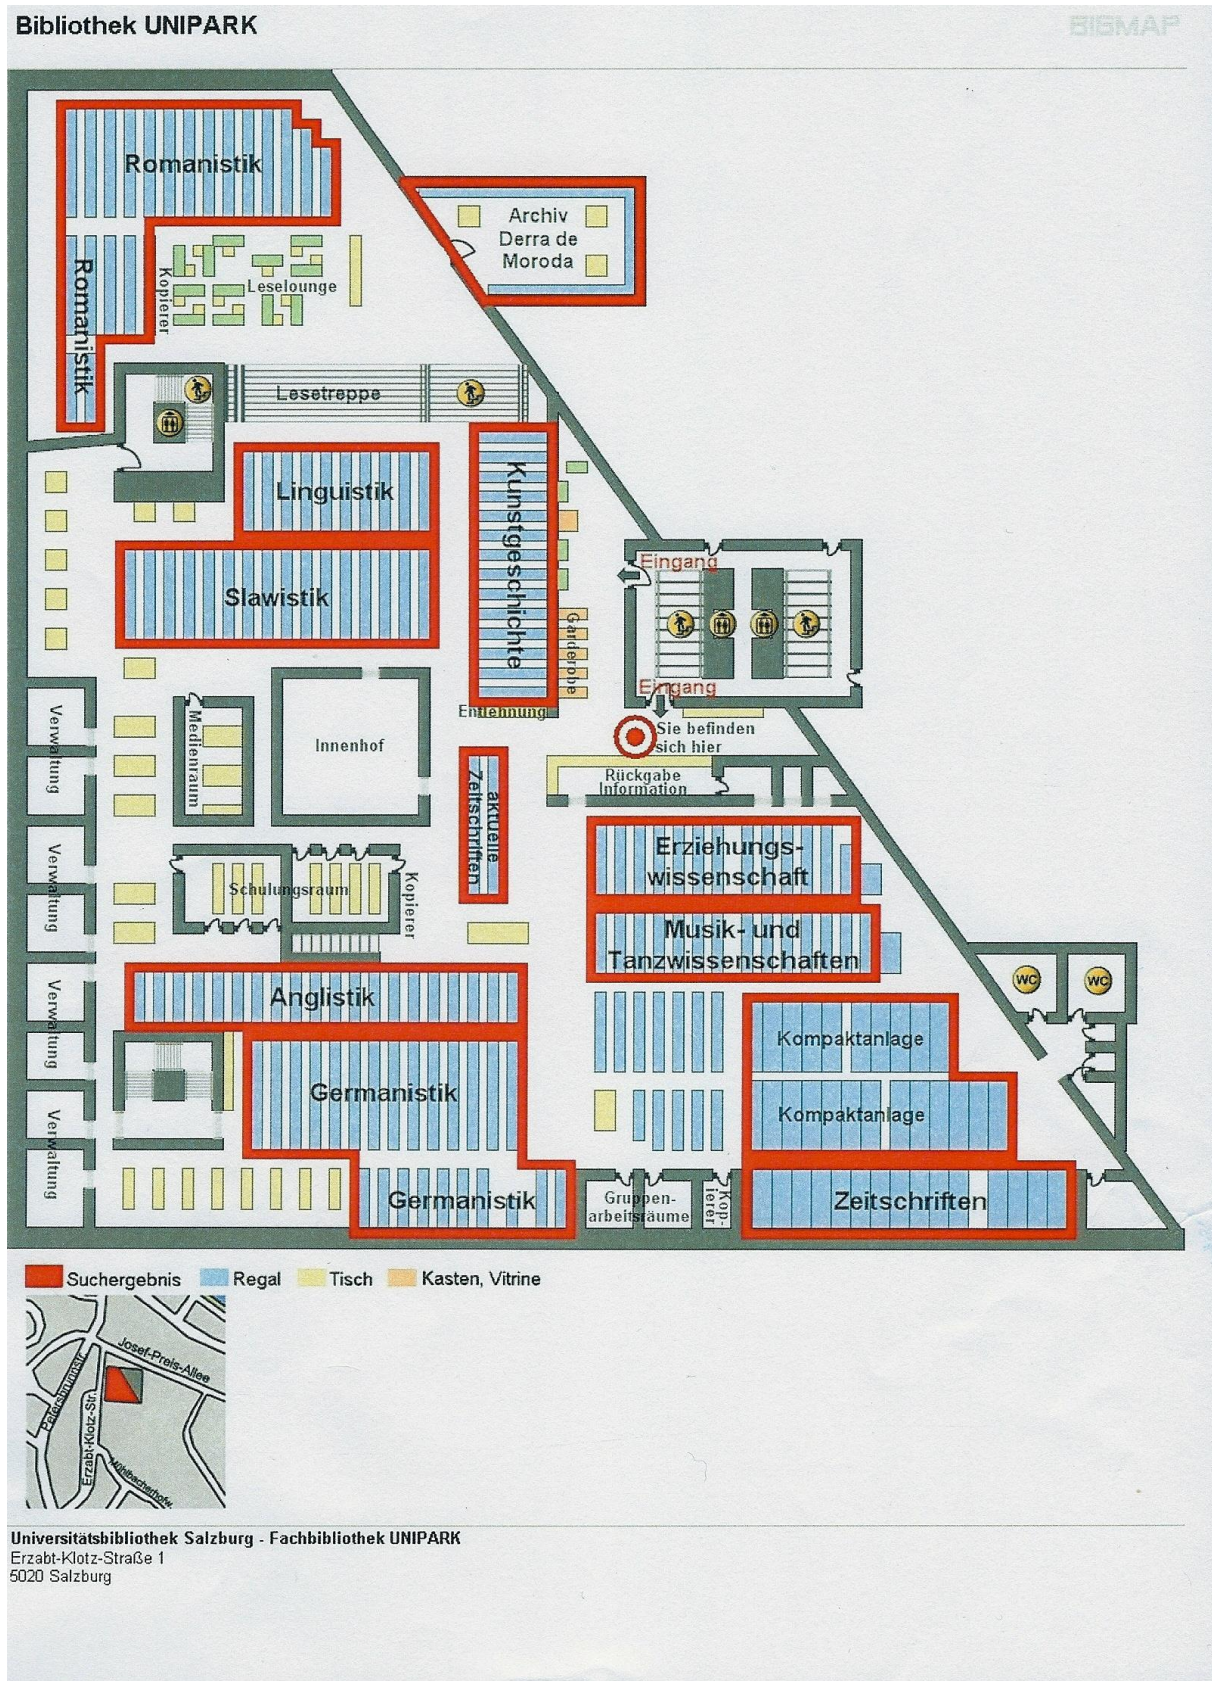 Bibliothek UNIPARK
BIBMAP
Romanistik
Archiv
Derra de
Moroda
Romanistik
Kopierer
Leselounge
Lesetreppe
Linguistik
Kunstgeschichte
Slawistik
Eingang
Garderobe
Eingang
Entlehnung
Sie befinden
sich hier
Verwaltung
Medienraum
Innenhof
Rückgabe
Information
aktuelle
Zeitschriften
Erziehungs-
wissenschaft
Verwaltung
Schulungsraum
Kopierer
Musik- und
Tanzwissenschaften
Anglistik
WC
WC
Verwaltung
Kompaktanlage
Germanistik
Kompaktanlage
Verwaltung
Germanistik
Gruppen-
arbeitsräume
Kop-
ierer
Zeitschriften
Suchergebnis Regal Tisch Kasten, Vitrine
Josef-Preis-Allee
Petersbrunnstr.
Erzabt-Klotz-Str.
Mühlbacherhofw.
Universitätsbibliothek Salzburg - Fachbibliothek UNIPARK
Erzabt-Klotz-Straße 1
5020 Salzburg